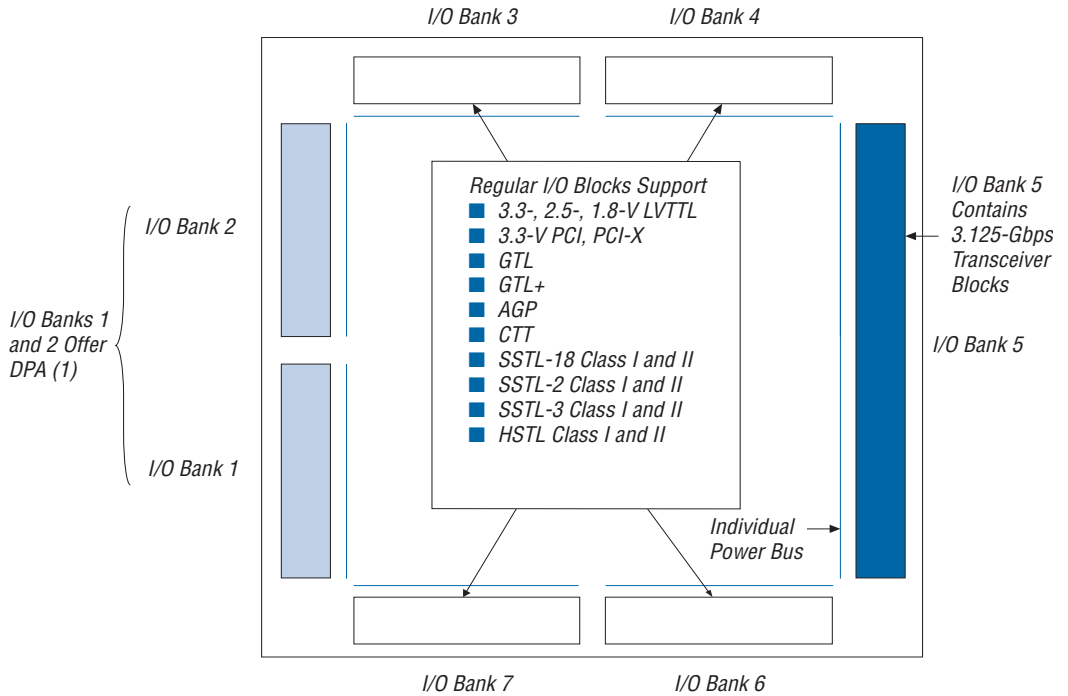 I/O Bank 3
I/O Bank 4
I/O Bank 2
I/O Banks 1
and 2 Offer
DPA (1)
I/O Bank 1
Regular I/O Blocks Support
■ 3.3-, 2.5-, 1.8-V LVTTL
■ 3.3-V PCI, PCI-X
■ GTL
■ GTL+
■ AGP
■ CTT
■ SSTL-18 Class I and II
■ SSTL-2 Class I and II
■ SSTL-3 Class I and II
■ HSTL Class I and II
I/O Bank 5
Contains
3.125-Gbps
Transceiver
Blocks
I/O Bank 5
Individual
Power Bus
I/O Bank 7
I/O Bank 6